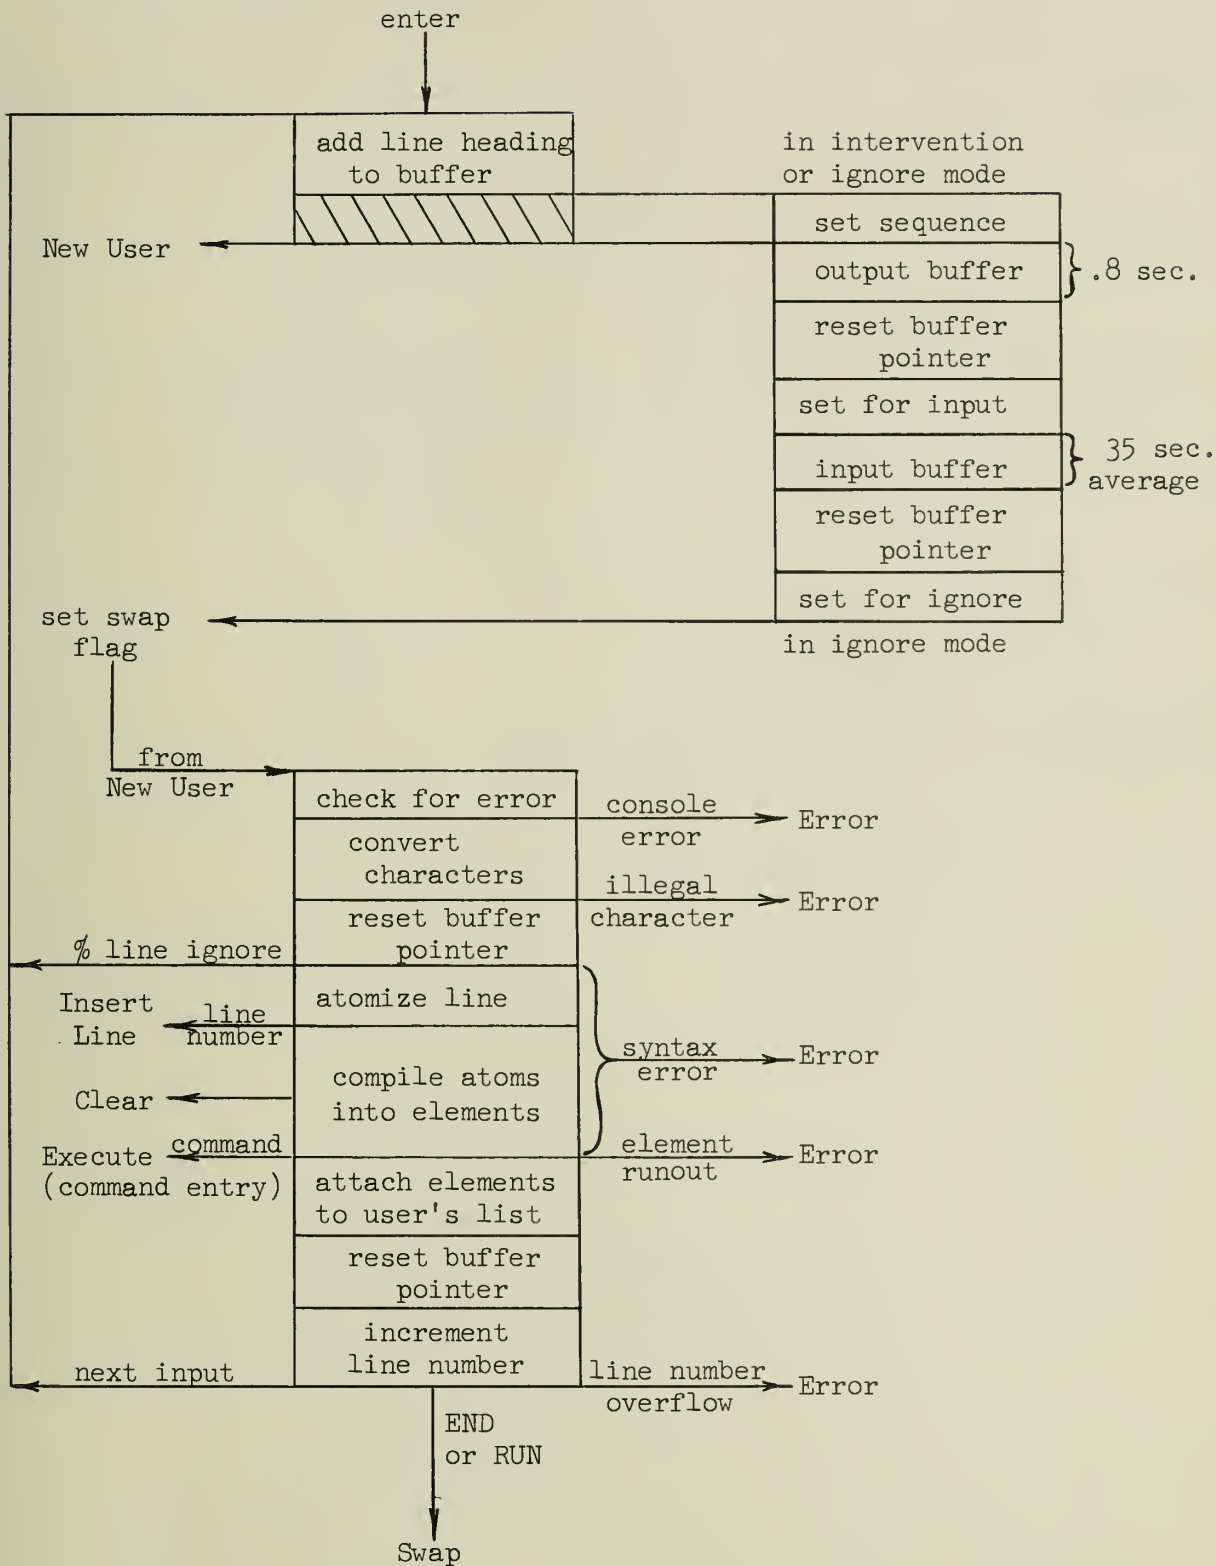 enter
add line heading
to buffer
in intervention
or ignore mode
set sequence
New User
output buffer
.8 sec.
reset buffer
pointer
set for input
input buffer
35 sec.
average
reset buffer
pointer
set for ignore
in ignore mode
set swap
flag
from
New User
check for error
console
error
Error
convert
characters
illegal
character
Error
reset buffer
pointer
% line ignore
atomize line
Insert
Line
line
number
syntax
error
Error
compile atoms
into elements
Clear
Execute
(command entry)
command
element
runout
Error
attach elements
to user's list
reset buffer
pointer
increment
line number
next input
line number
overflow
Error
END
or RUN
Swap